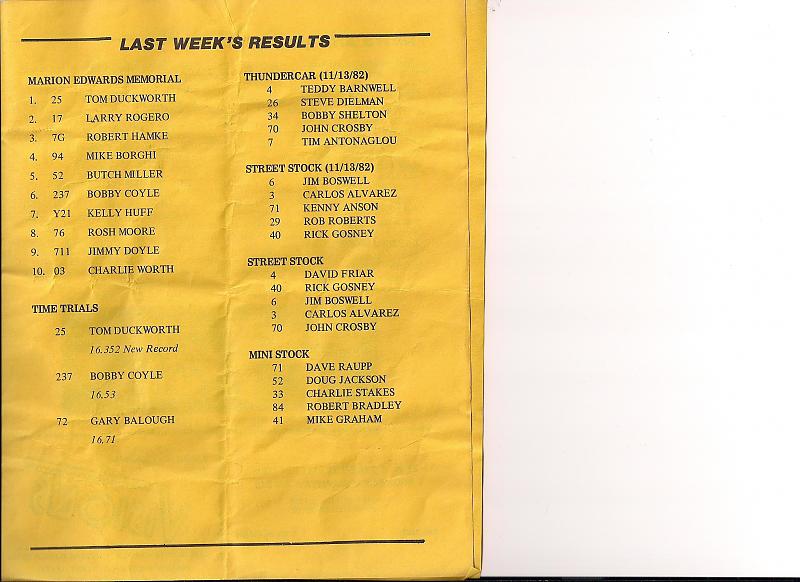 LAST WEEK'S RESULTS
MARION EDWARDS MEMORIAL
1. 25 TOM DUCKWORTH
2. 17 LARRY ROGERO
3. 7G ROBERT HAMKE
4. 94 MIKE BORGHI
5. 52 BUTCH MILLER
6. 237 BOBBY COYLE
7. Y21 KELLY HUFF
8. 76 ROSH MOORE
9. 711 JIMMY DOYLE
10. 03 CHARLIE WORTH
TIME TRIALS
25 TOM DUCKWORTH
16.352 New Record
237 BOBBY COYLE
16.53
72 GARY BALOUGH
16.71
THUNDERCAR (11/13/82)
4 TEDDY BARNWELL
26 STEVE DIELMAN
34 BOBBY SHELTON
70 JOHN CROSBY
7 TIM ANTONAGLOU
STREET STOCK (11/13/82)
6 JIM BOSWELL
3 CARLOS ALVAREZ
71 KENNY ANSON
29 ROB ROBERTS
40 RICK GOSNEY
STREET STOCK
4 DAVID FRIAR
40 RICK GOSNEY
6 JIM BOSWELL
3 CARLOS ALVAREZ
70 JOHN CROSBY
MINI STOCK
71 DAVE RAUPP
52 DOUG JACKSON
33 CHARLIE STAKES
84 ROBERT BRADLEY
41 MIKE GRAHAM